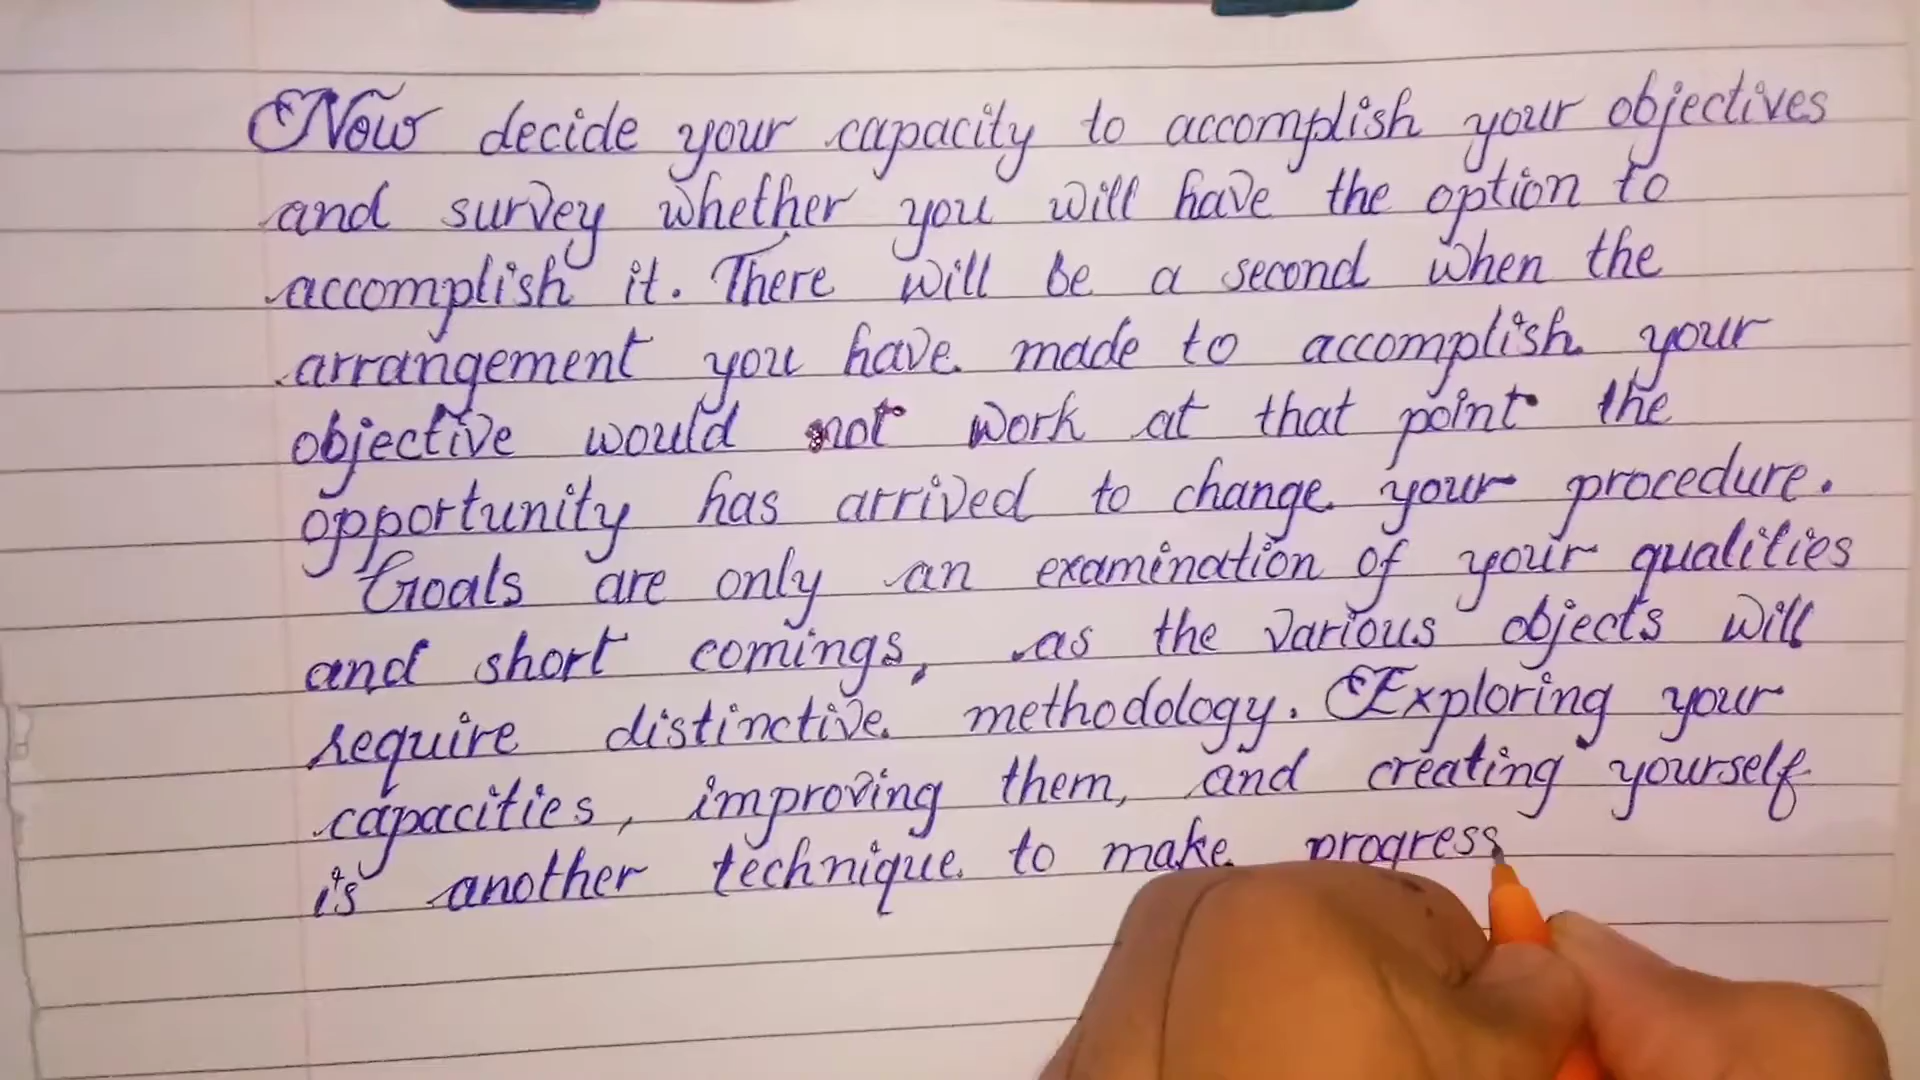 Now decide your capacity to accomplish your objectives
and survey whether you will have the option to
accomplish it. There will be a second when the
arrangement you have made to accomplish your
objective would not work at that point the
opportunity has arrived to change your procedure.
Goals are only an examination of your qualities
and short comings, as the various objects will
require distinctive methodology. Exploring your
capacities, improving them, and creating yourself
is another technique to make progress